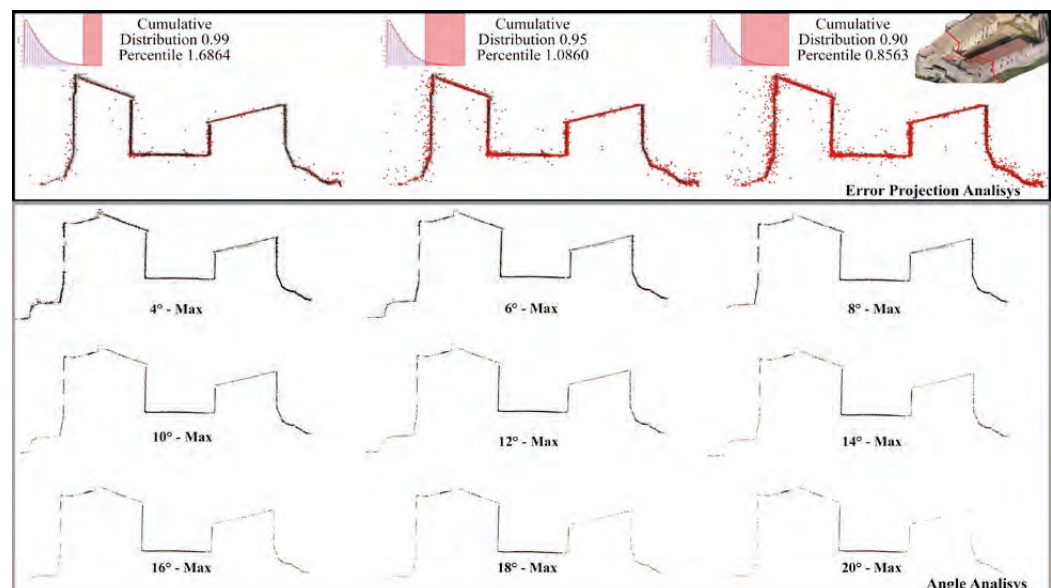 Cumulative
Distribution 0.99
Percentile 1.6864
Cumulative
Distribution 0.95
Percentile 1.0860
Cumulative
Distribution 0.90
Percentile 0.8563
Error Projection Analisys
4° - Max
6° - Max
8° - Max
10° - Max
12° - Max
14° - Max
16° - Max
18° - Max
20° - Max
Angle Analisys